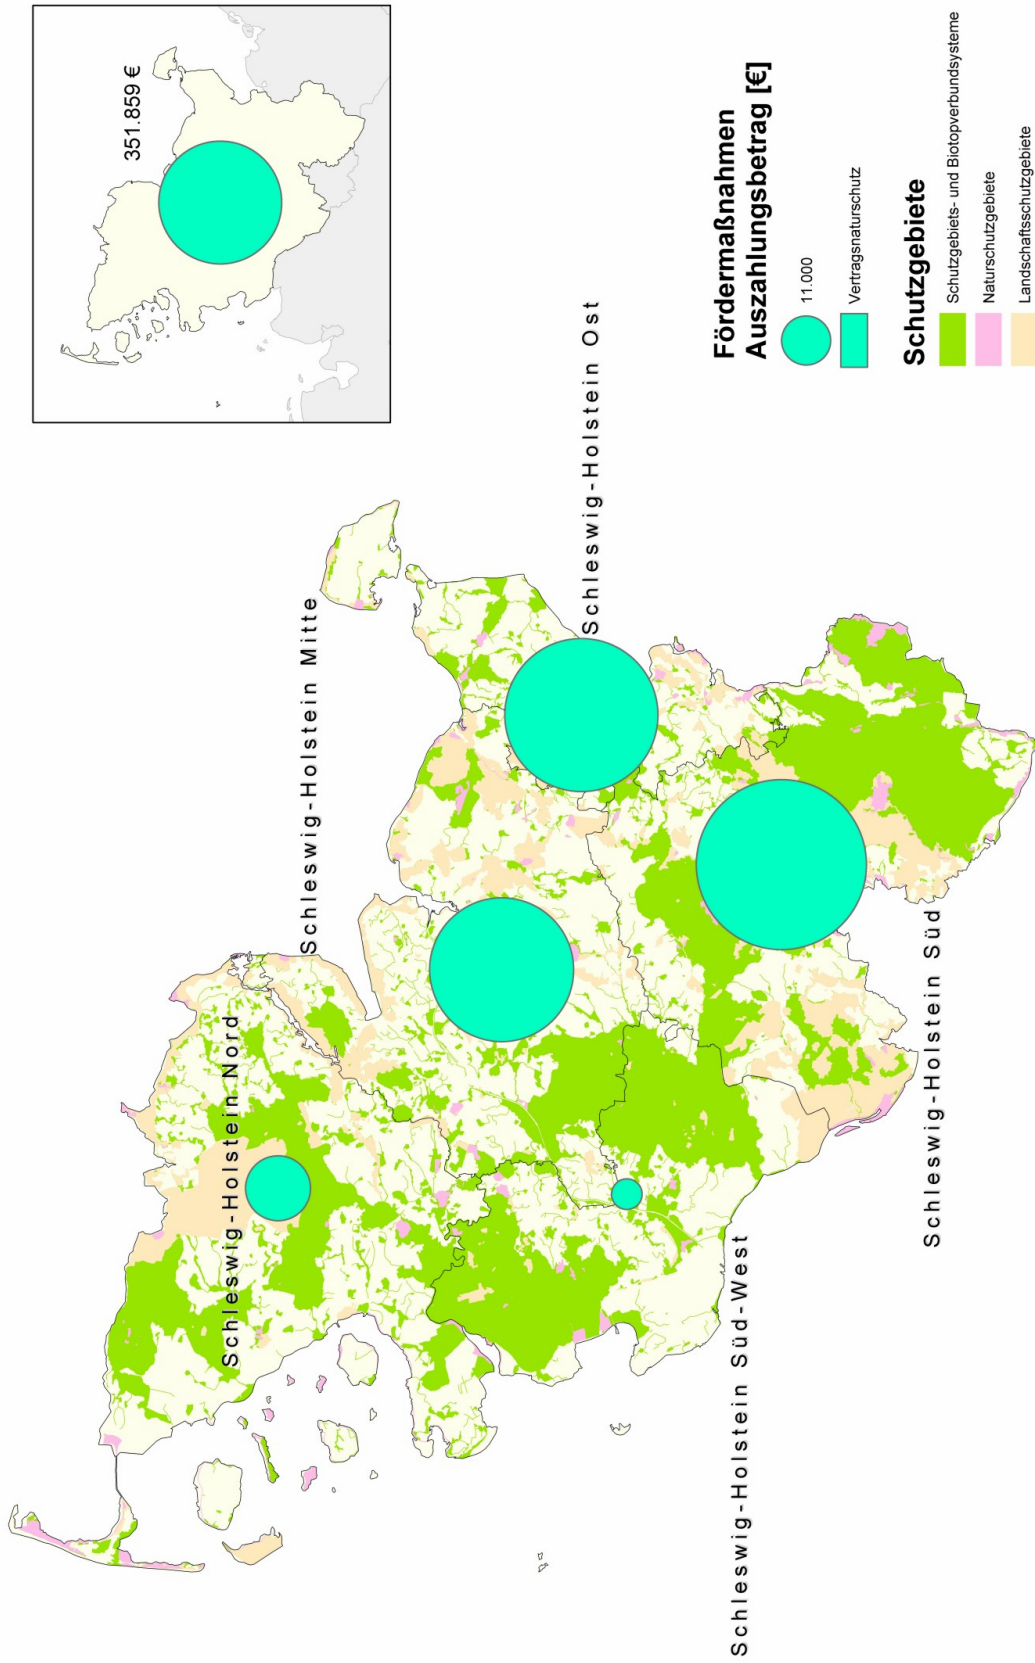 351.859 €
Schleswig-Holstein Nord
Schleswig-Holstein Mitte
Schleswig-Holstein Ost
Schleswig-Holstein Süd-West
Schleswig-Holstein Süd
Fördermaßnahmen
Auszahlungsbetrag [€]
11.000
Vertragsnaturschutz
Schutzgebiete
Schutzgebiets- und Biotopverbundsysteme
Naturschutzgebiete
Landschaftsschutzgebiete